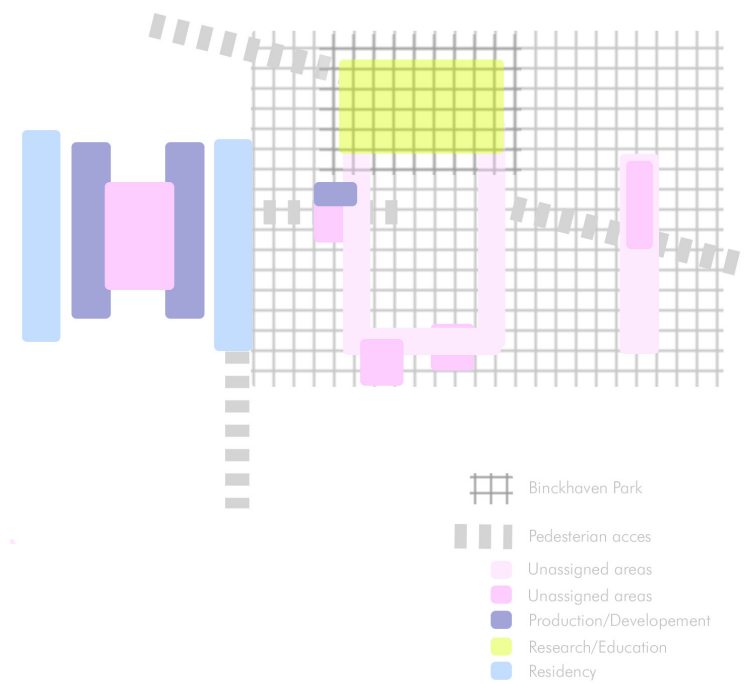 Binckhaven Park
Pedesterian acces
Unassigned areas
Unassigned areas
Production/Developement
Research/Education
Residency